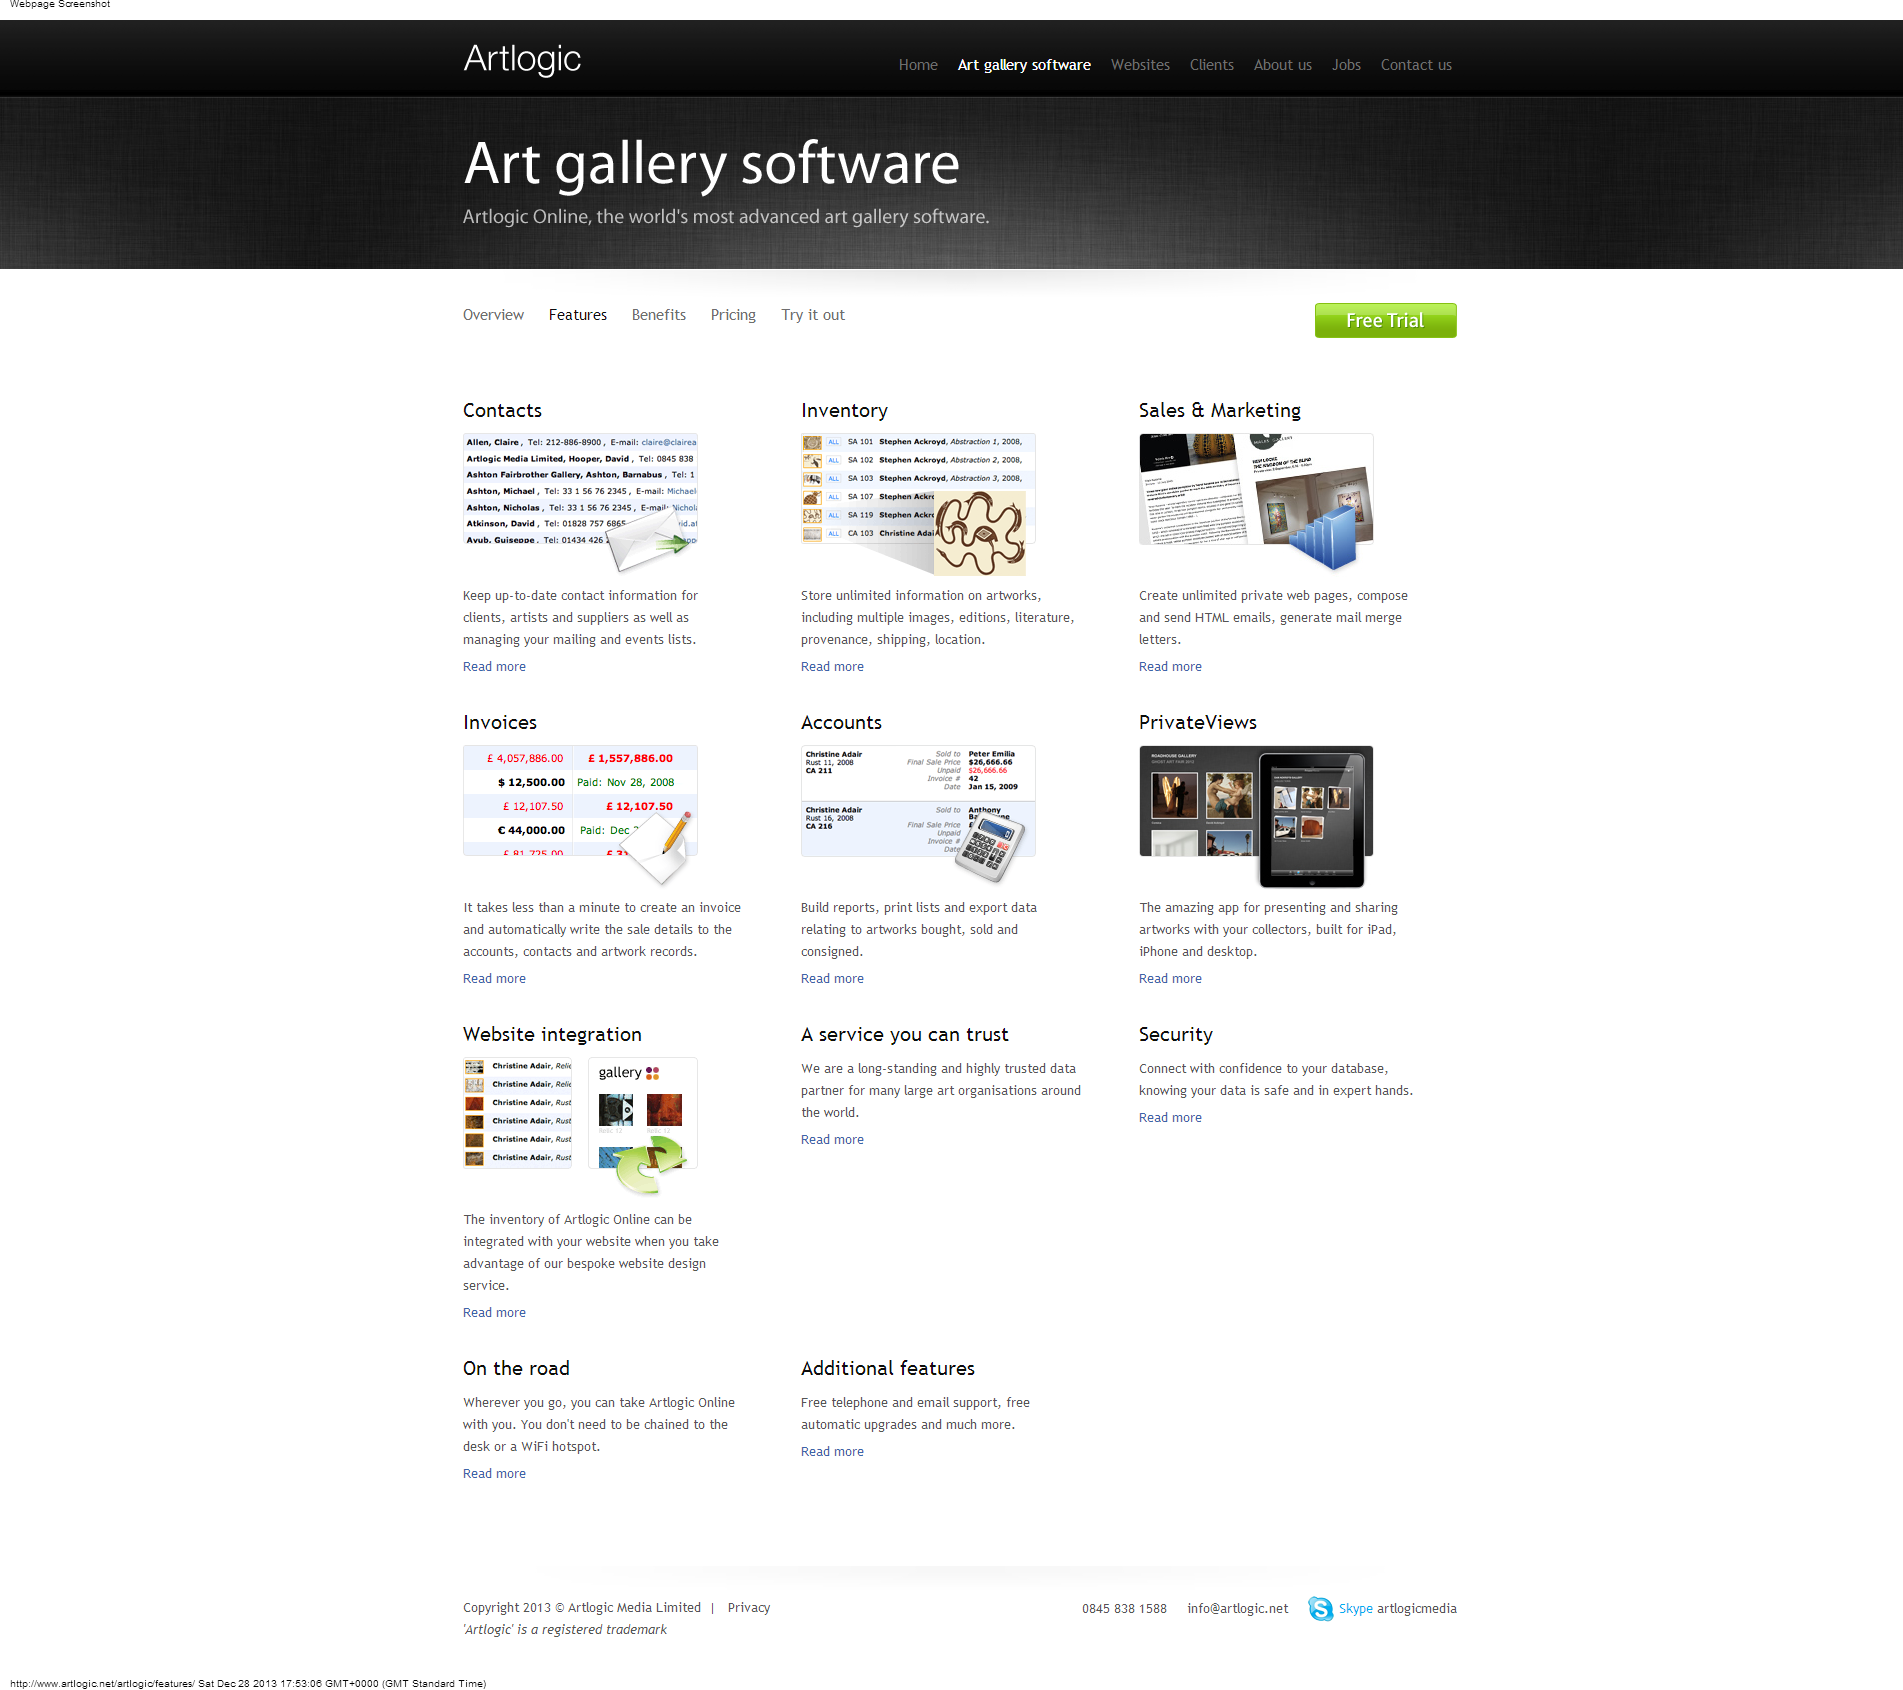 Webpage Screenshot
Artlogic
Home Art gallery software Websites Clients About us Jobs Contact us
Art gallery software
Artlogic Online, the world's most advanced art gallery software.
Overview Features Benefits Pricing Try it out
Free Trial
Contacts
Allen, Claire , Tel: 212-886-8900 , E-mail: claire@clairea
Artlogic Media Limited, Hooper, David , Tel: 0845 838
Ashton Fairbrother Gallery, Ashton, Barnabus , Tel: 1
Ashton, Michael , Tel: 33 1 56 76 2345 , E-mail: Michael
Ashton, Nicholas , Tel: 33 1 56 76 2345 , E-mail: Nichola
Atkinson, David , Tel: 01828 757 6865
Ayub, Guiseppe , Tel: 01434 426
Keep up-to-date contact information for
clients, artists and suppliers as well as
managing your mailing and events lists.
Read more
Inventory
ALL SA 101 Stephen Ackroyd, Abstraction 1, 2008,
ALL SA 102 Stephen Ackroyd, Abstraction 2, 2008,
ALL SA 103 Stephen Ackroyd, Abstraction 3, 2008,
ALL SA 107 Stephen Ackr
ALL SA 119 Stephen Ackr
ALL CA 103 Christine Adai
Store unlimited information on artworks,
including multiple images, editions, literature,
provenance, shipping, location.
Read more
Sales & Marketing
NEW LOCKE
THE KINGDOM OF THE BLIND
Create unlimited private web pages, compose
and send HTML emails, generate mail merge
letters.
Read more
Invoices
£ 4,057,886.00 £ 1,557,886.00
$ 12,500.00 Paid: Nov 28, 2008
£ 12,107.50 £ 12,107.50
€ 44,000.00 Paid: Dec
£ 81,725.00 £ 31
It takes less than a minute to create an invoice
and automatically write the sale details to the
accounts, contacts and artwork records.
Read more
Accounts
Christine Adair Sold to Peter Emilia
Rust 11, 2008 Final Sale Price $26,666.66
CA 211 Unpaid $26,666.66
Invoice # 42
Date Jan 15, 2009
Christine Adair Sold to Anthony
Rust 16, 2008
CA 216 Final Sale Price
Unpaid
Invoice #
Date
Build reports, print lists and export data
relating to artworks bought, sold and
consigned.
Read more
PrivateViews
ROADHOUSE GALLERY
GHOST ART FAIR 2012
The amazing app for presenting and sharing
artworks with your collectors, built for iPad,
iPhone and desktop.
Read more
Website integration
Christine Adair, Relic
Christine Adair, Relic
Christine Adair, Rust
Christine Adair, Rust
Christine Adair, Rust
Christine Adair, Rust
gallery
Relic 12 Relic 13
The inventory of Artlogic Online can be
integrated with your website when you take
advantage of our bespoke website design
service.
Read more
A service you can trust
We are a long-standing and highly trusted data
partner for many large art organisations around
the world.
Read more
Security
Connect with confidence to your database,
knowing your data is safe and in expert hands.
Read more
On the road
Wherever you go, you can take Artlogic Online
with you. You don't need to be chained to the
desk or a WiFi hotspot.
Read more
Additional features
Free telephone and email support, free
automatic upgrades and much more.
Read more
Copyright 2013 © Artlogic Media Limited | Privacy
'Artlogic' is a registered trademark
0845 838 1588 info@artlogic.net Skype artlogicmedia
http://www.artlogic.net/artlogic/features/ Sat Dec 28 2013 17:53:06 GMT+0000 (GMT Standard Time)